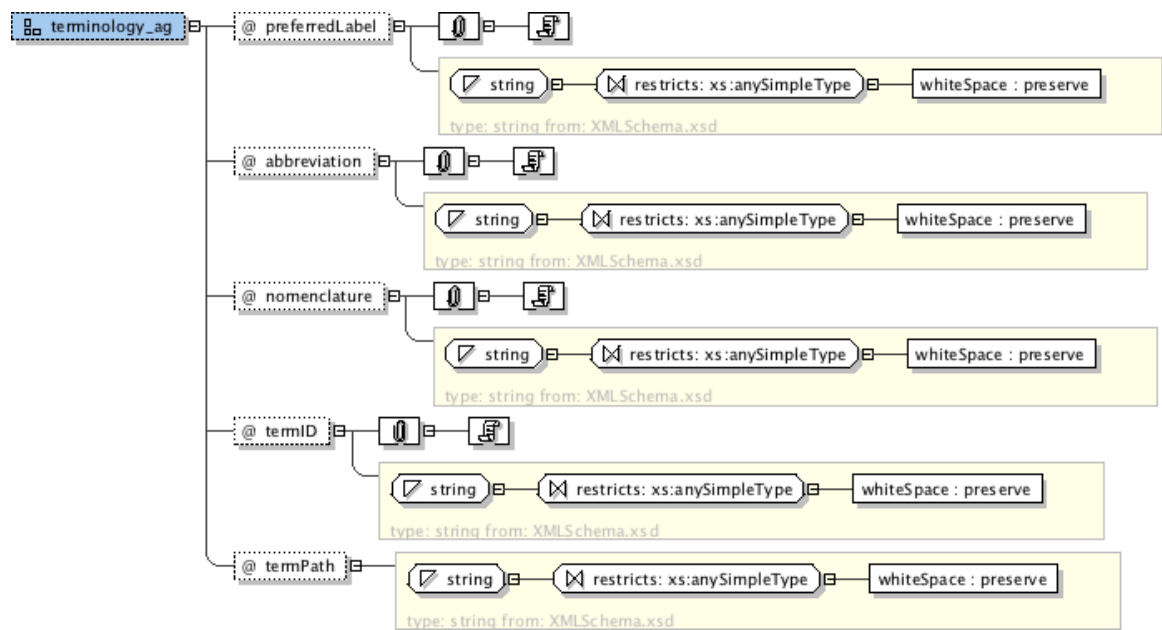 terminology_ag @ preferredLabel
string restricts: xs:anySimpleType whiteSpace : preserve
type: string from: XMLSchema.xsd
@ abbreviation
string restricts: xs:anySimpleType whiteSpace : preserve
type: string from: XMLSchema.xsd
@ nomenclature
string restricts: xs:anySimpleType whiteSpace : preserve
type: string from: XMLSchema.xsd
@ termID
string restricts: xs:anySimpleType whiteSpace : preserve
type: string from: XMLSchema.xsd
@ termPath
string restricts: xs:anySimpleType whiteSpace : preserve
type: string from: XMLSchema.xsd